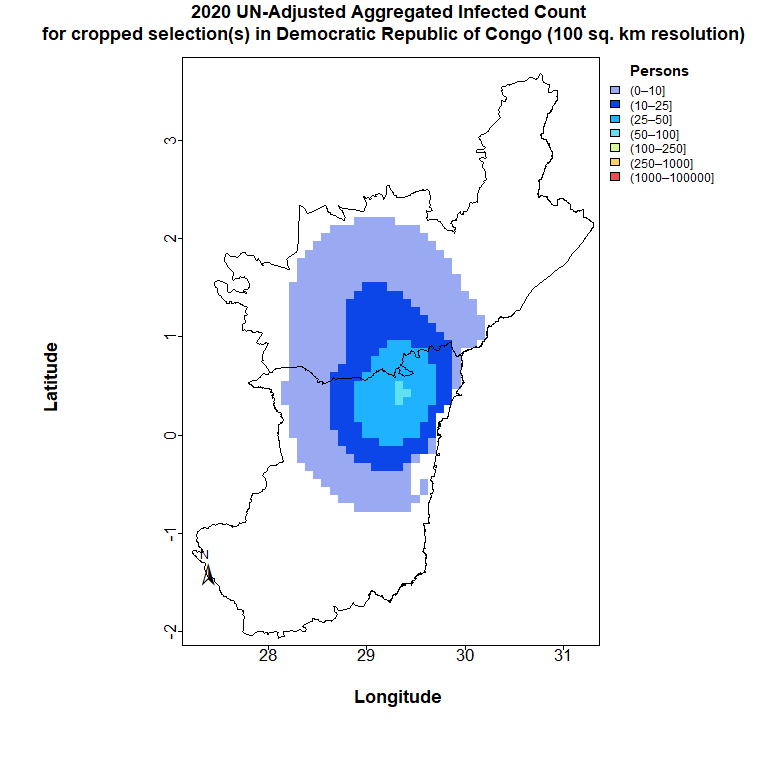 2020 UN-Adjusted Aggregated Infected Count
for cropped selection(s) in Democratic Republic of Congo (100 sq. km resolution)
Persons
(0–10]
(10–25]
(25–50]
(50–100]
(100–250]
(250–1000]
(1000–100000]
3
2
1
0
-1
-2
Latitude
N
28 29 30 31
Longitude